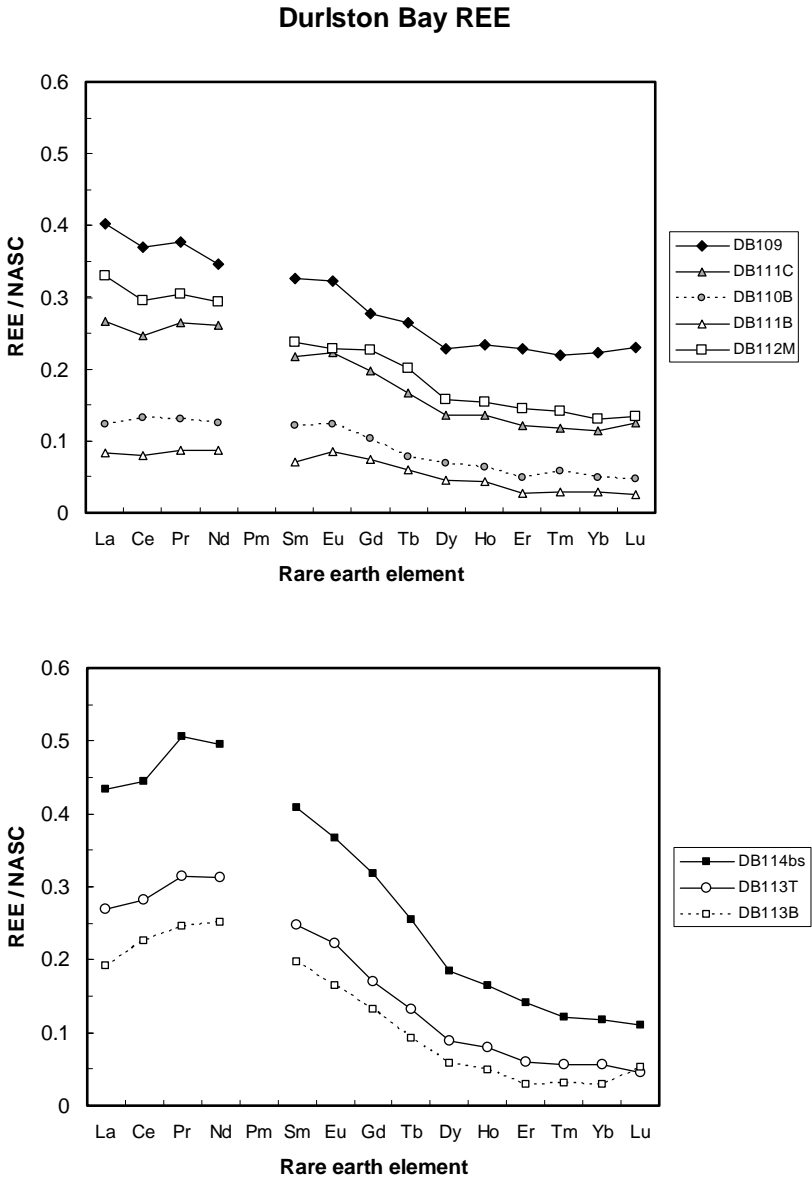 Durlston Bay REE
0.6
0.5
0.4
0.3
0.2
0.1
0
REE / NASC
La Ce Pr Nd Pm Sm Eu Gd Tb Dy Ho Er Tm Yb Lu
Rare earth element
DB109
DB111C
DB110B
DB111B
DB112M
0.6
0.5
0.4
0.3
0.2
0.1
0
REE / NASC
La Ce Pr Nd Pm Sm Eu Gd Tb Dy Ho Er Tm Yb Lu
Rare earth element
DB114bs
DB113T
DB113B